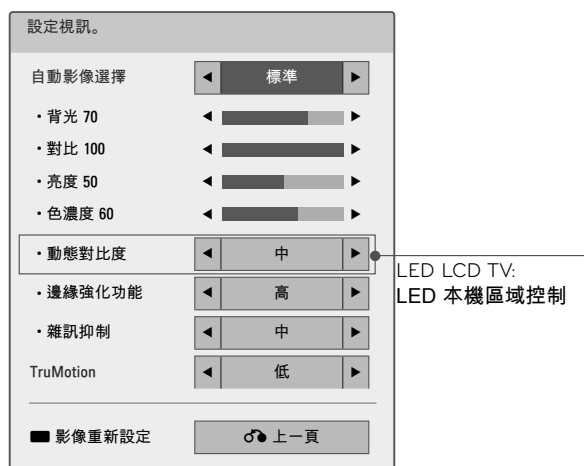 設定視訊。
自動影像選擇 ◄ 標準 ►
・背光 70
・對比 100
・亮度 50
・色濃度 60
・動態對比度 ◄ 中 ►
LED LCD TV:
LED 本機區域控制
・邊緣強化功能 ◄ 高 ►
・雜訊抑制 ◄ 中 ►
TruMotion ◄ 低 ►
影像重新設定
上一頁